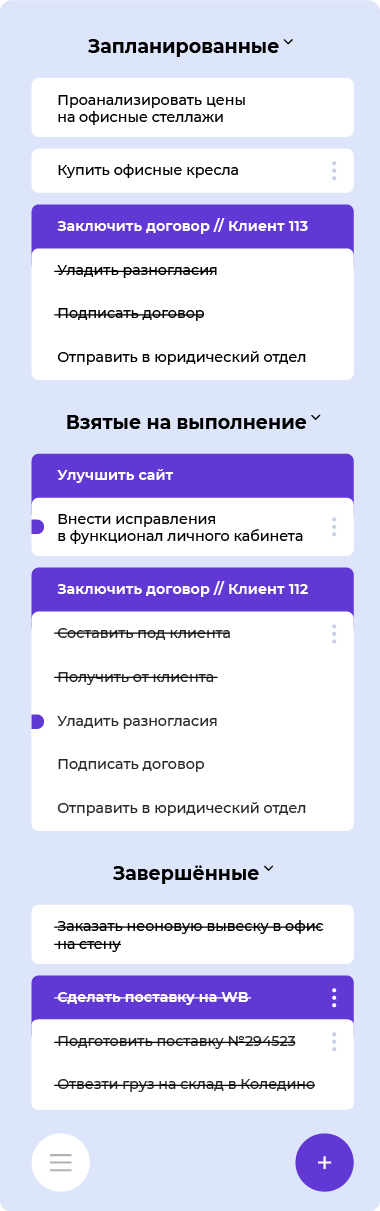 Запланированные
Проанализировать цены
на офисные стеллажи
Купить офисные кресла
Заключить договор // Клиент 113
Уладить разногласия
Подписать договор
Отправить в юридический отдел
Взятые на выполнение
Улучшить сайт
Внести исправления
в функционал личного кабинета
Заключить договор // Клиент 112
Составить под клиента
Получить от клиента
Уладить разногласия
Подписать договор
Отправить в юридический отдел
Завершённые
Заказать неоновую вывеску в офис
на стену
Сделать поставку на WB
Подготовить поставку №294523
Отвезти груз на склад в Коледино